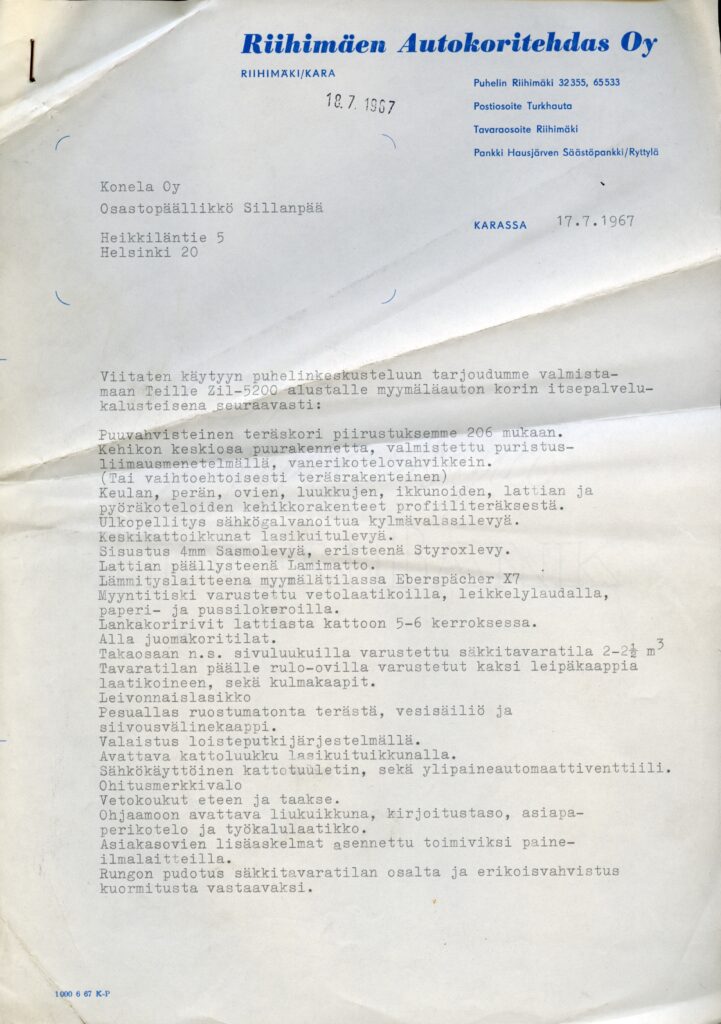 Riihimäen Autokoritehdas Oy
RIIHIMÄKI/KARA
18.7.1967
Puhelin Riihimäki 32355, 65533
Postiosoite Turkhauta
Tavaraosoite Riihimäki
Pankki Hausjärven Säästöpankki/Ryttylä
Konela Oy
Osastopäällikkö Sillanpää
Heikkiläntie 5
Helsinki 20
KARASSA 17.7.1967
Viitaten käytyyn puhelinkeskusteluun tarjoudumme valmista-
maan Teille Zil-5200 alustalle myymäläauton korin itsepalvelu-
kalusteisena seuraavasti:
Puuvahvisteinen teräskori piirustuksemme 206 mukaan.
Kehikon keskiosa puurakennetta, valmistettu puristus-
liimausmenetelmällä, vanerikotelovahvikkein.
(Tai vaihtoehtoisesti teräsrakenteinen)
Keulan, perän, ovien, luukkujen, ikkunoiden, lattian ja
pyöräkoteloiden kehikkorakenteet profiiliteräksestä.
Ulkopellitys sähkögalvanoitua kylmävalssilevyä.
Keskikattoikkunat lasikuitulevyä.
Sisustus 4mm Sasmolevyä, eristeenä Styroxlevy.
Lattian päällysteenä Lamimatto.
Lämmityslaitteena myymälätilassa Eberspächer X7
Myyntitiski varustettu vetolaatikoilla, leikkelylaudalla,
paperi- ja pussilokeroilla.
Lankakoririvit lattiasta kattoon 5-6 kerroksessa.
Alla juomakoritilat.
Takaosaan n.s. sivuluukuilla varustettu säkkitavaratila 2-2½ m³
Tavaratilan päälle rulo-ovilla varustetut kaksi leipäkaappia
laatikoineen, sekä kulmakaapit.
Leivonnaislasikko
Pesuallas ruostumatonta terästä, vesisäiliö ja
siivousvälinekaappi.
Valaistus loisteputkijärjestelmällä.
Avattava kattoluukku lasikuituikkunalla.
Sähkökäyttöinen kattotuuletin, sekä ylipaineautomaattiventtiili.
Ohitusmerkkivalo
Vetokoukut eteen ja taakse.
Ohjaamoon avattava liukuikkuna, kirjoitustaso, asiapa-
perikotelo ja työkalulaatikko.
Asiakasovien lisäaskelmat asennettu toimiviksi paine-
ilmalaitteilla.
Rungon pudotus säkkitavaratilan osalta ja erikoisvahvistus
kuormitusta vastaavaksi.
1000 6 67 K-P